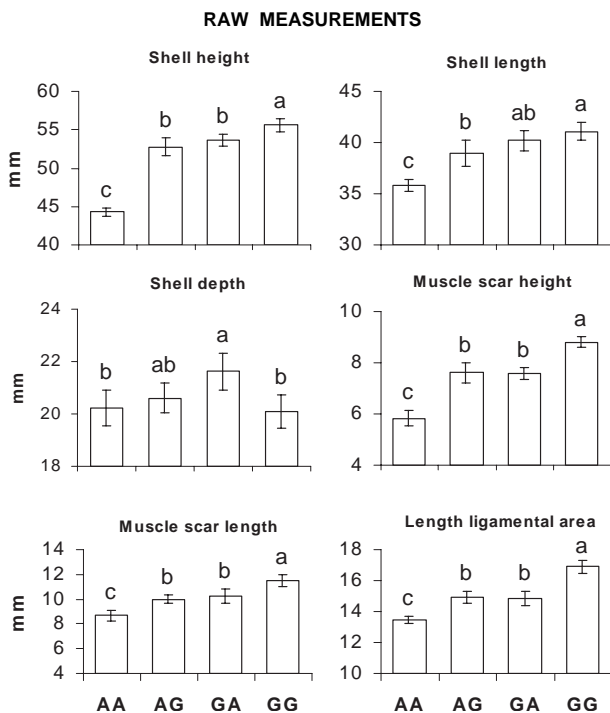 RAW MEASUREMENTS
Shell height
mm
60
55
50
45
40
c
b
b
a
Shell length
45
40
35
30
c
b
ab
a
Shell depth
mm
24
22
20
18
b
ab
a
b
Muscle scar height
10
8
6
4
c
b
b
a
Muscle scar length
mm
14
12
10
8
6
4
c
b
b
a
AA AG GA GG
Length ligamental area
18
16
14
12
10
c
b
b
a
AA AG GA GG